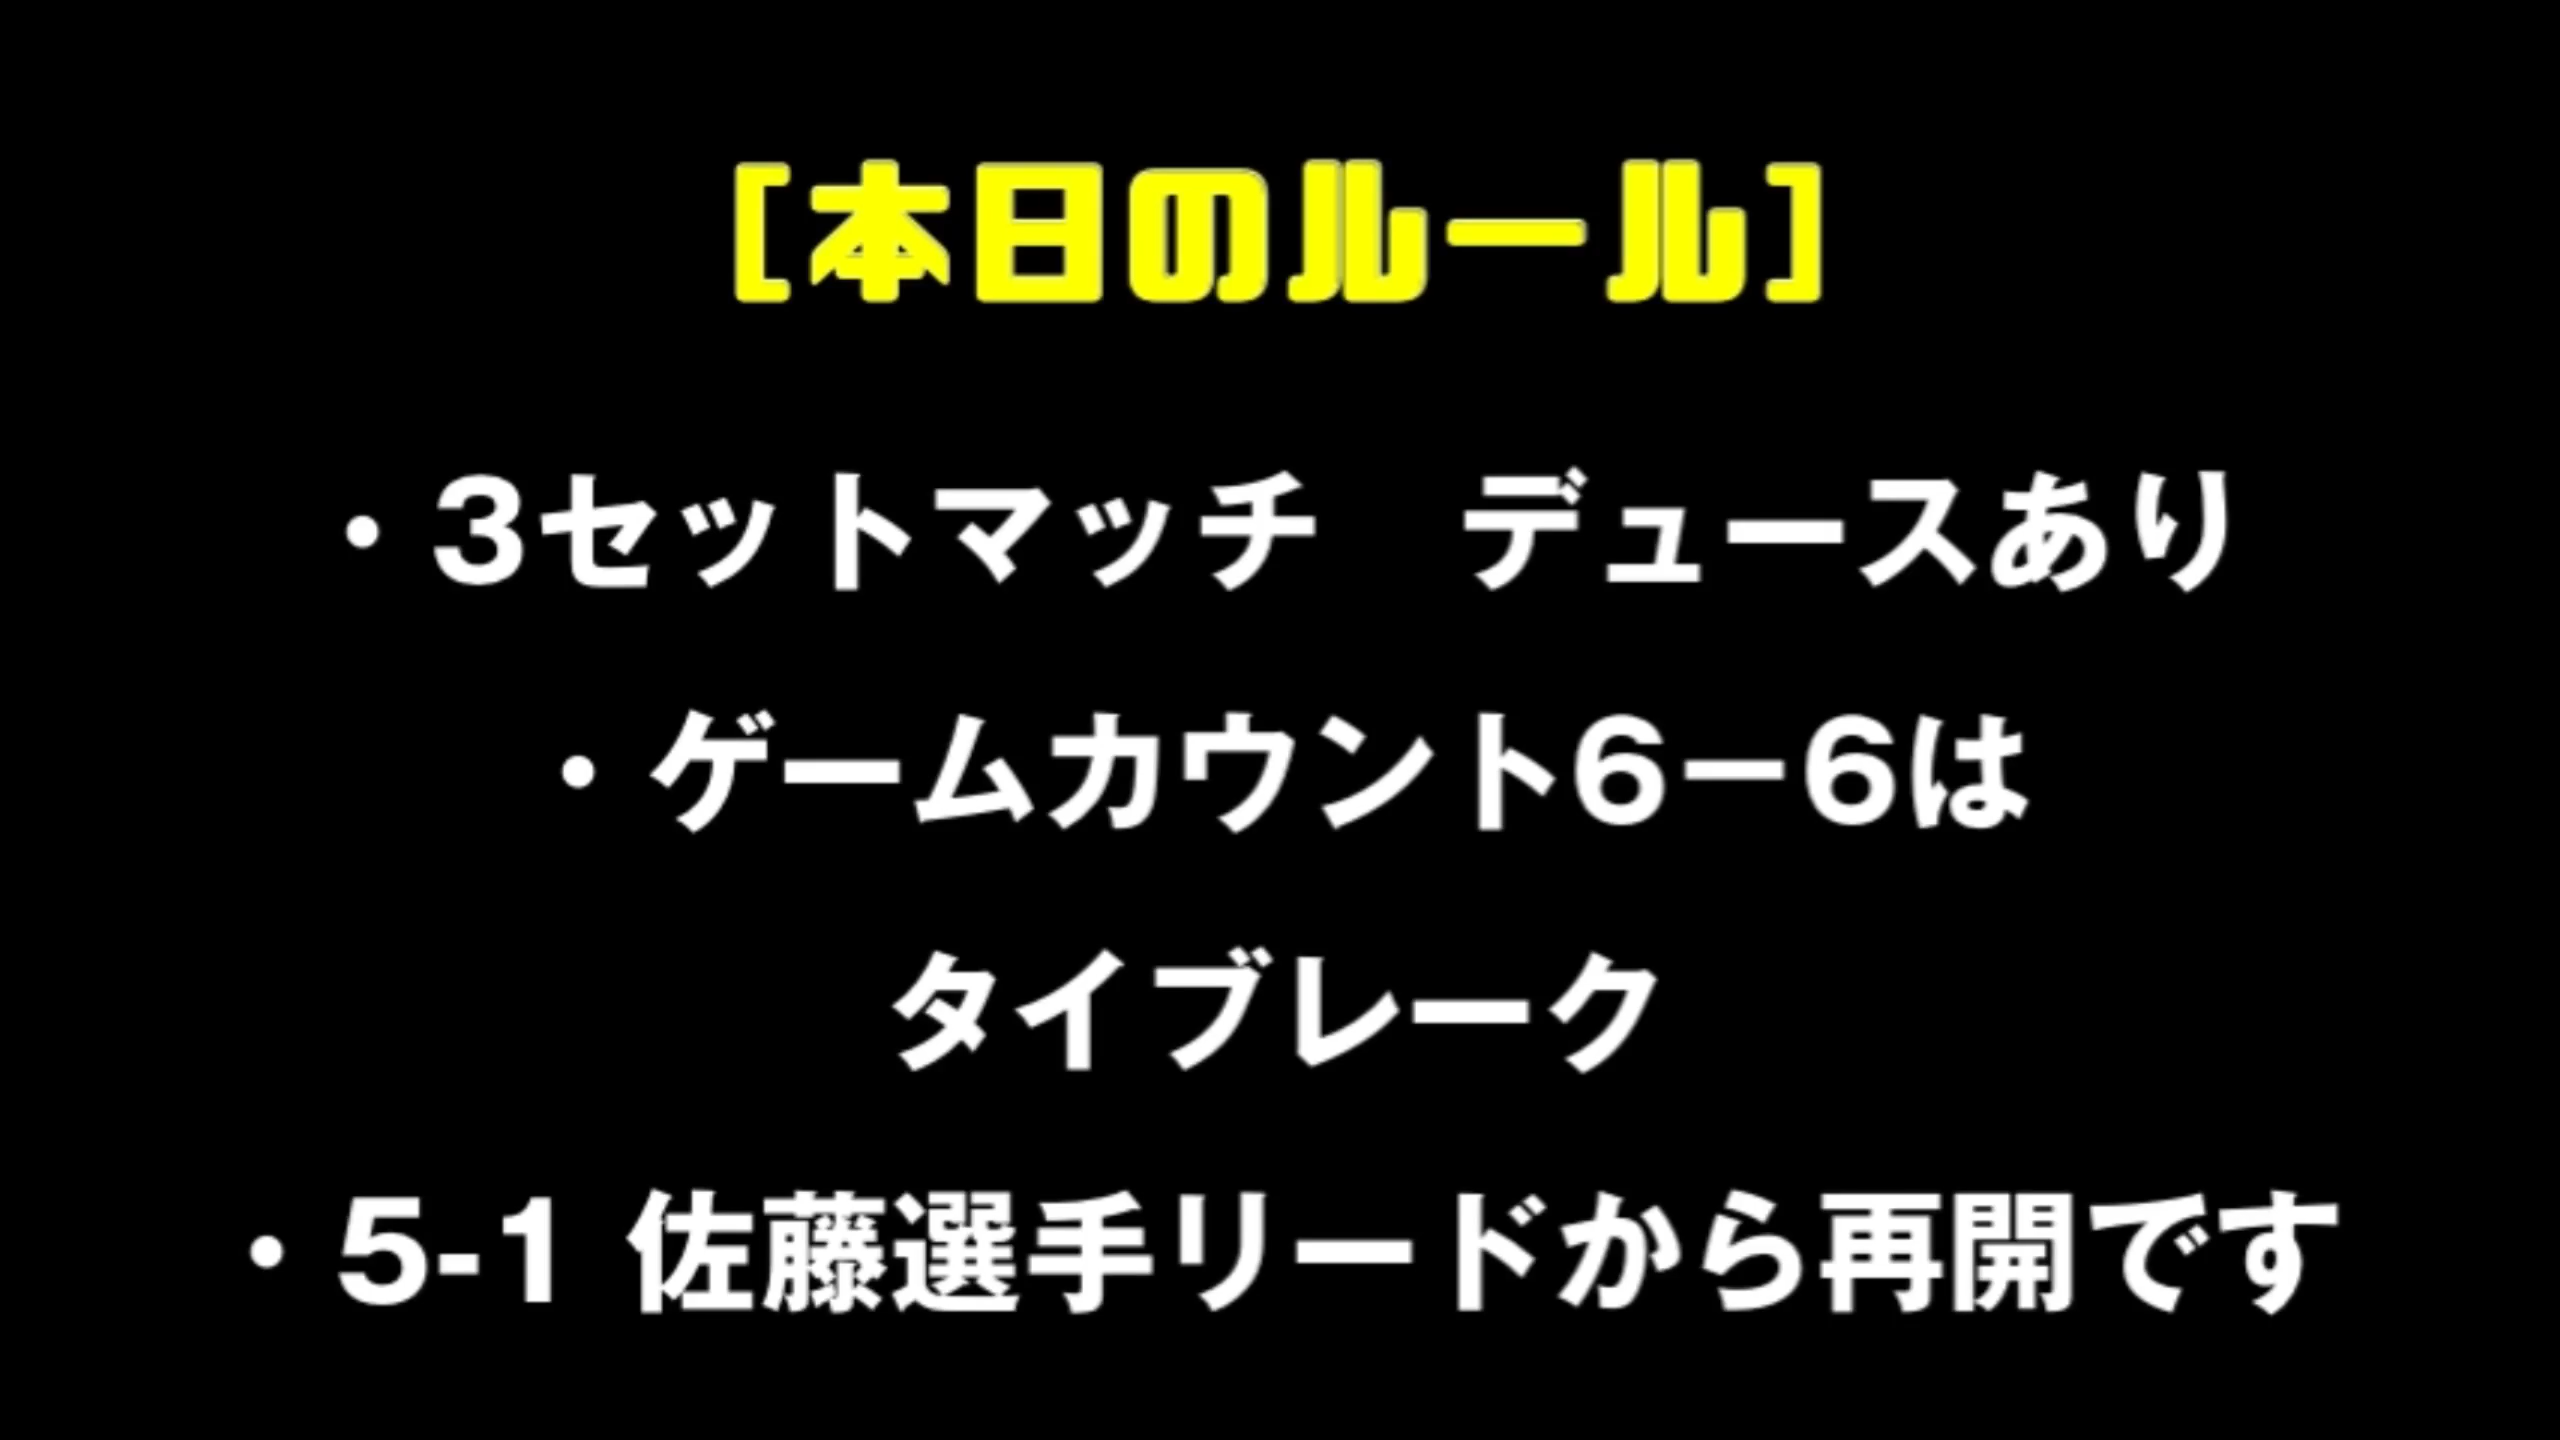 [本日のルール]
・3セットマッチ　デュースあり
・ゲームカウント6－6は
タイブレーク
・5-1 佐藤選手リードから再開です